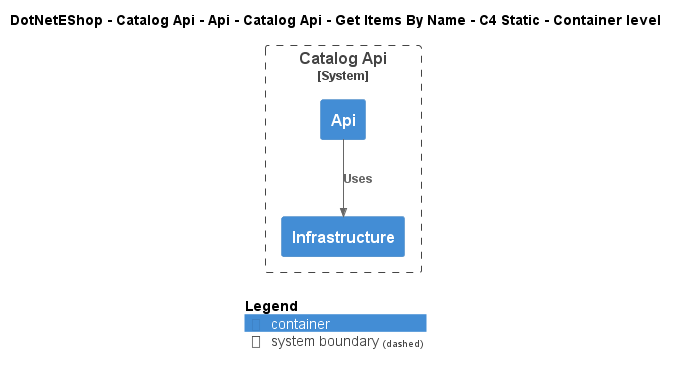 DotNetEShop - Catalog Api - Api - Catalog Api - Get Items By Name - C4 Static - Container level
Catalog Api
[System]
Api
Uses
Infrastructure
Legend
container
system boundary (dashed)